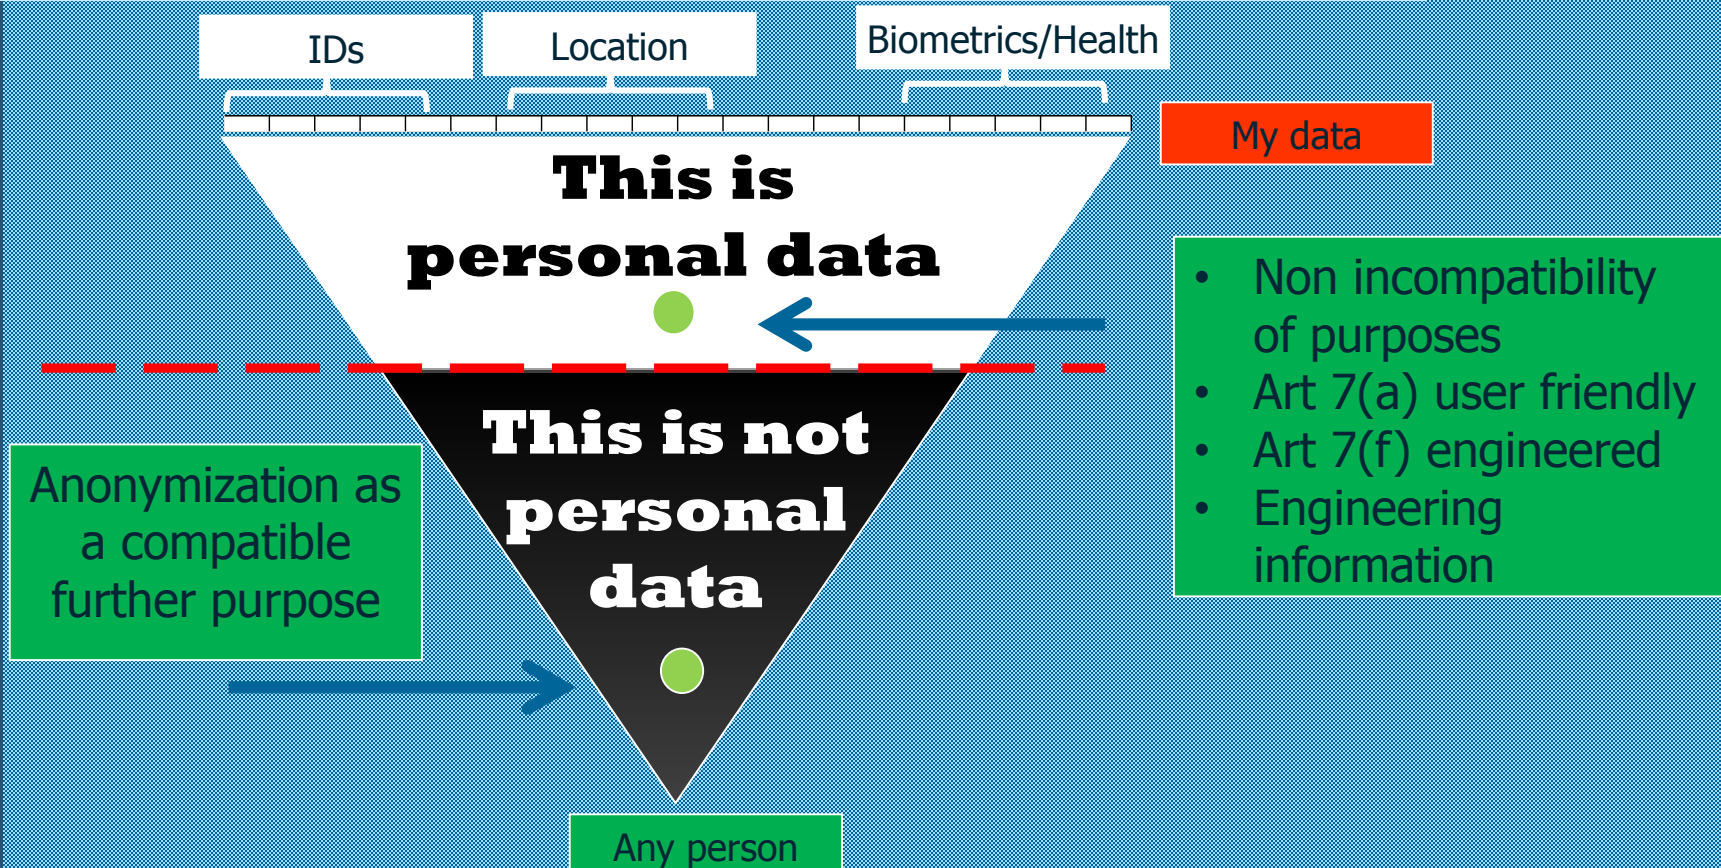 IDs
Location
Biometrics/Health
My data
This is
personal data
• Non incompatibility
of purposes
• Art 7(a) user friendly
• Art 7(f) engineered
• Engineering
information
This is not
personal
data
Anonymization as
a compatible
further purpose
Any person